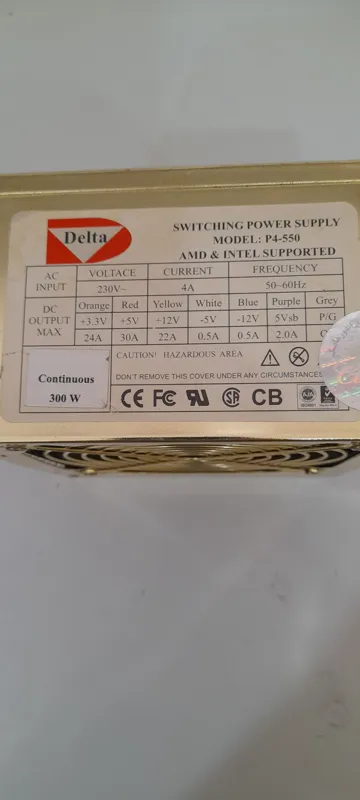 Delta
SWITCHING POWER SUPPLY
MODEL: P4-550
AMD & INTEL SUPPORTED
AC INPUT VOLTACE CURRENT FREQUENCY
230V~ 4A 50~60Hz
DC OUTPUT MAX Orange Red Yellow White Blue Purple Grey
+3.3V +5V +12V -5V -12V 5Vsb P/G
24A 30A 22A 0.5A 0.5A 2.0A
Continuous
300 W
CAUTION! HAZARDOUS AREA
DON'T REMOVE THIS COVER UNDER ANY CIRCUMSTANCES
CE FC UR SA CB